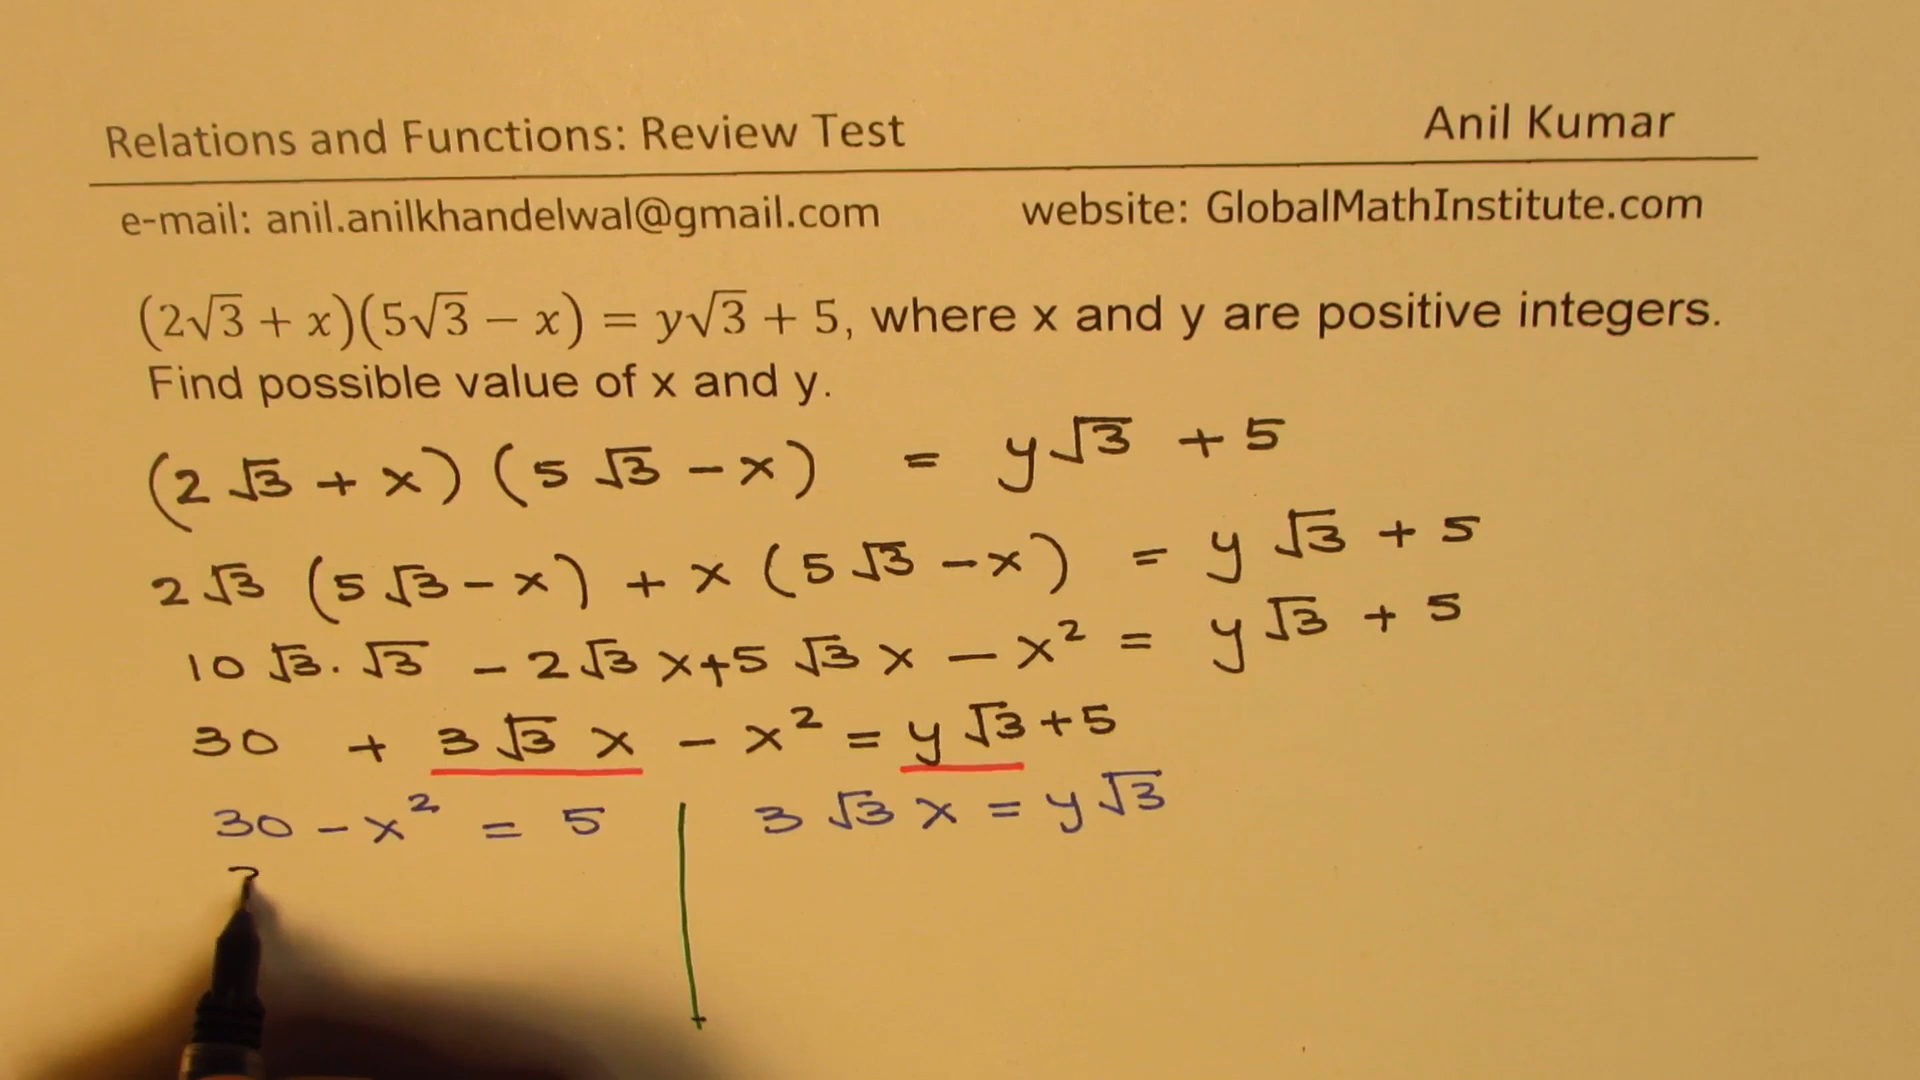 Relations and Functions: Review Test Anil Kumar
e-mail: anil.anilkhandelwal@gmail.com website: GlobalMathInstitute.com
(2√3 + x)(5√3 − x) = y√3 + 5, where x and y are positive integers.
Find possible value of x and y.
(2√3 + x) (5√3 − x) = y√3 + 5
2√3 (5√3 − x) + x (5√3 − x) = y√3 + 5
10√3 . √3 − 2√3 x + 5√3 x − x² = y√3 + 5
30 + 3√3 x − x² = y√3 + 5
30 − x² = 5 3√3 x = y√3